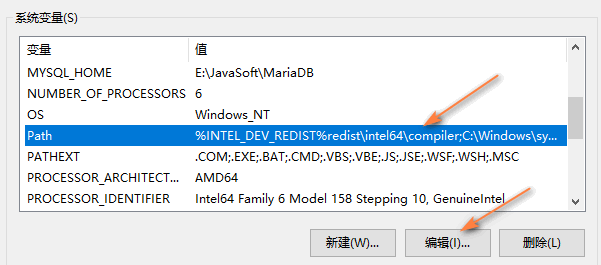 系统变量(S)
变量 值
MYSQL_HOME E:\JavaSoft\MariaDB
NUMBER_OF_PROCESSORS 6
OS Windows_NT
Path %INTEL_DEV_REDIST%redist\intel64\compiler;C:\Windows\sy...
PATHEXT .COM;.EXE;.BAT;.CMD;.VBS;.VBE;.JS;.JSE;.WSF;.WSH;.MSC
PROCESSOR_ARCHITECT... AMD64
PROCESSOR_IDENTIFIER Intel64 Family 6 Model 158 Stepping 10, GenuineIntel
新建(W)... 编辑(I)... 删除(L)